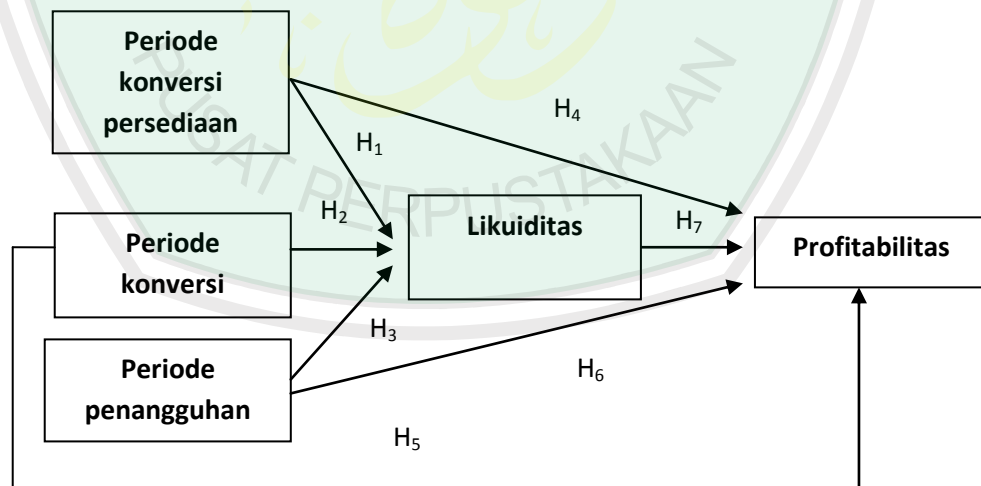 PUSAT PERPUSTAKAAN
Periode
konversi
persediaan
H₄
H₁
H₂
Likuiditas
H₇
Periode
konversi
Profitabilitas
H₃
Periode
penangguhan
H₆
H₅